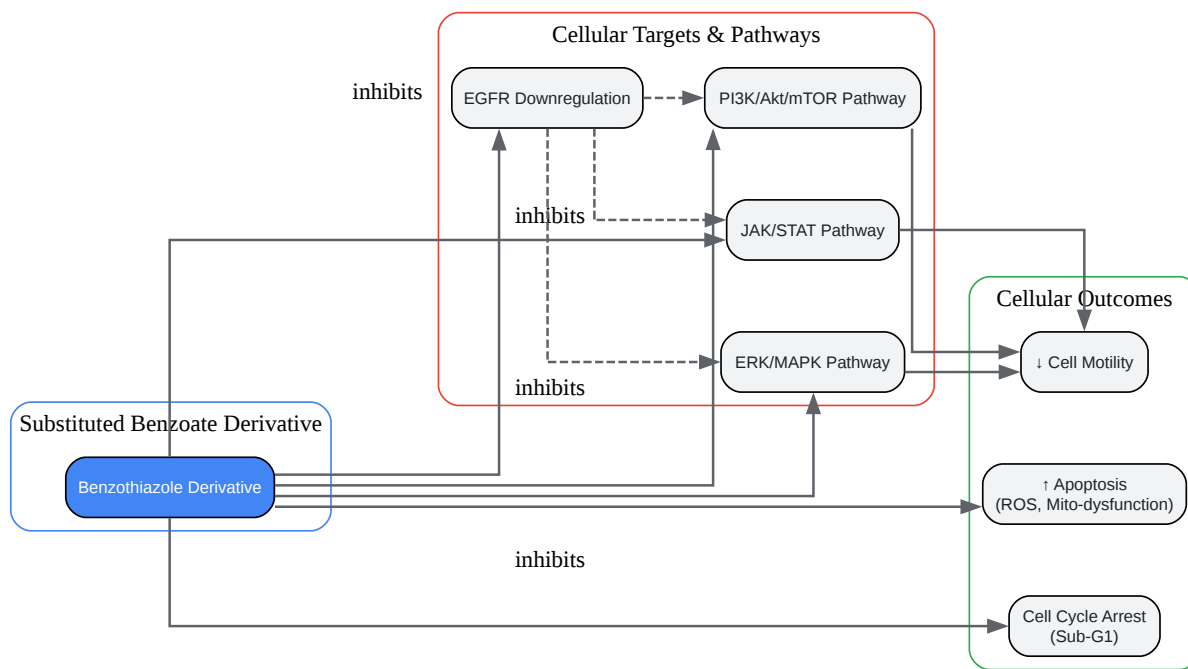 Cellular Targets & Pathways
inhibits
EGFR Downregulation
PI3K/Akt/mTOR Pathway
inhibits
JAK/STAT Pathway
Cellular Outcomes
ERK/MAPK Pathway
↓ Cell Motility
inhibits
Substituted Benzoate Derivative
Benzothiazole Derivative
↑ Apoptosis
(ROS, Mito-dysfunction)
inhibits
Cell Cycle Arrest
(Sub-G1)